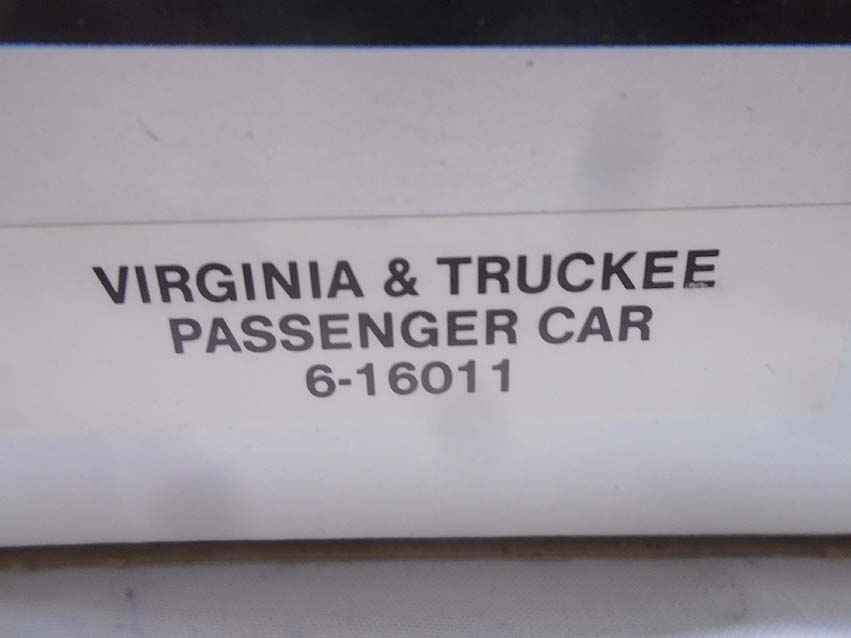 VIRGINIA & TRUCKEE
PASSENGER CAR
6-16011